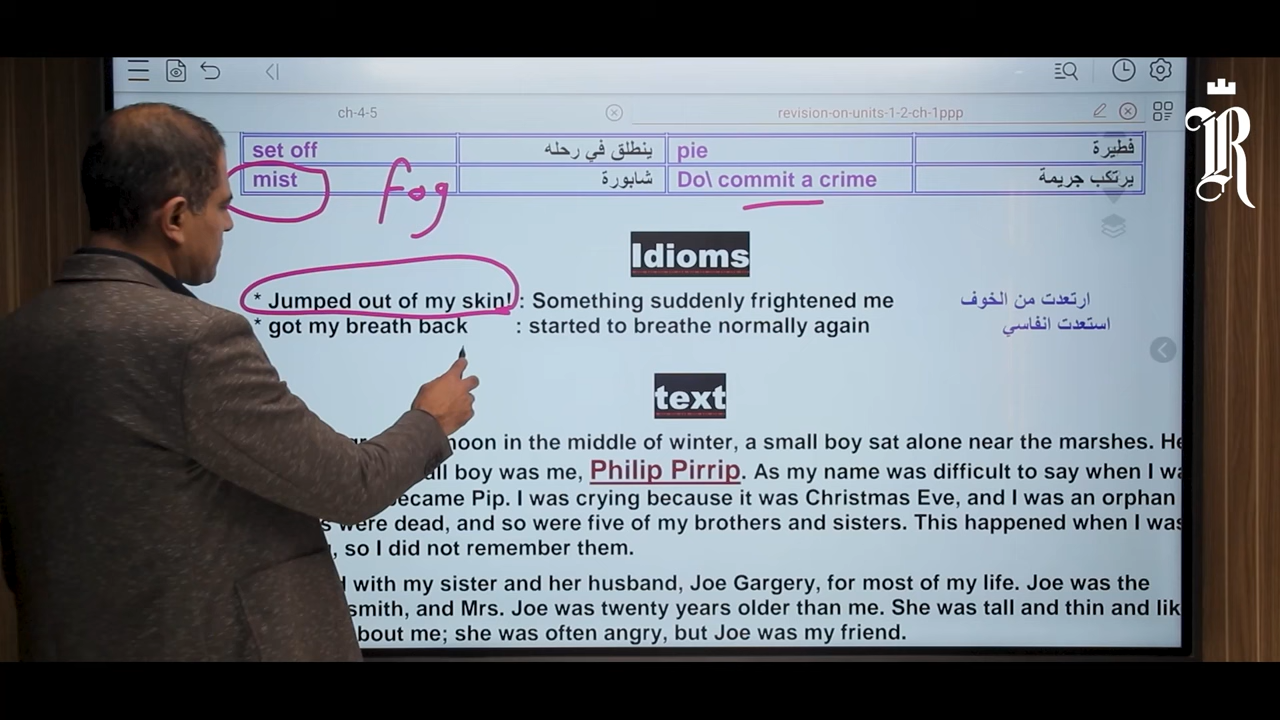 ch-4-5
revision-on-units-1-2-ch-1ppp
set off ينطلق في رحله pie فطيرة
mist شابورة Do\ commit a crime يرتكب جريمة
fog
Idioms
* Jumped out of my skin! : Something suddenly frightened me ارتعدت من الخوف
* got my breath back : started to breathe normally again استعدت انفاسي
text
noon in the middle of winter, a small boy sat alone near the marshes. He
all boy was me, Philip Pirrip. As my name was difficult to say when I wa
ecame Pip. I was crying because it was Christmas Eve, and I was an orphan
were dead, and so were five of my brothers and sisters. This happened when I was
, so I did not remember them.
with my sister and her husband, Joe Gargery, for most of my life. Joe was the
smith, and Mrs. Joe was twenty years older than me. She was tall and thin and lik
bout me; she was often angry, but Joe was my friend.
R